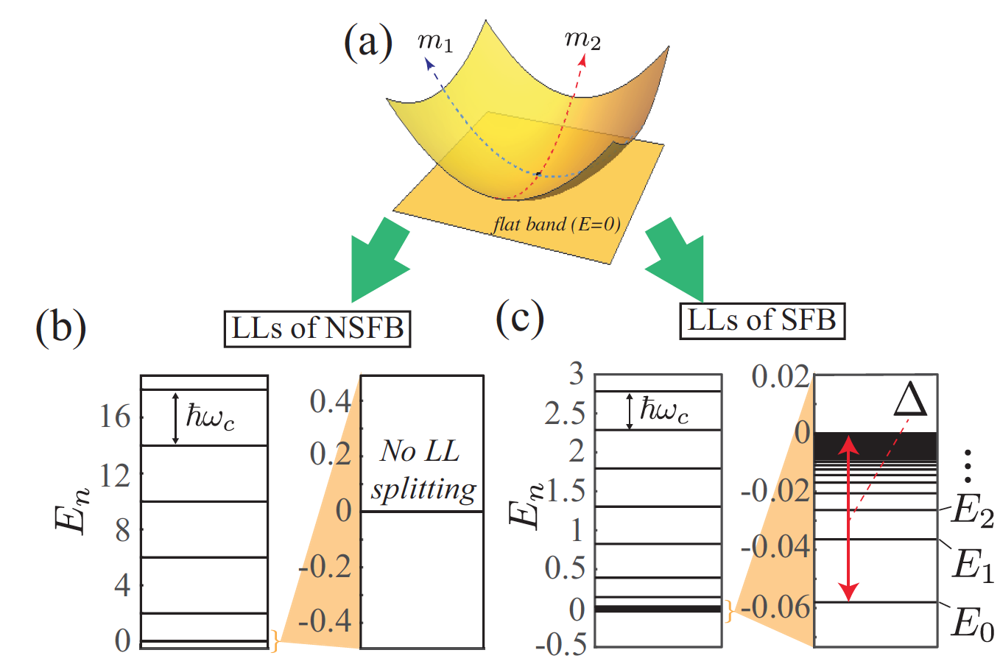 (a)
m₁
m₂
flat band (E=0)
(b)
LLs of NSFB
(c)
LLs of SFB
Eₙ
16
12
8
4
0
ħω꜀
0.4
0.2
0
-0.2
-0.4
No LL
splitting
Eₙ
3
2.5
2
1.5
1
0.5
0
-0.5
ħω꜀
0.02
0
-0.02
-0.04
-0.06
Δ
⋮
E₂
E₁
E₀